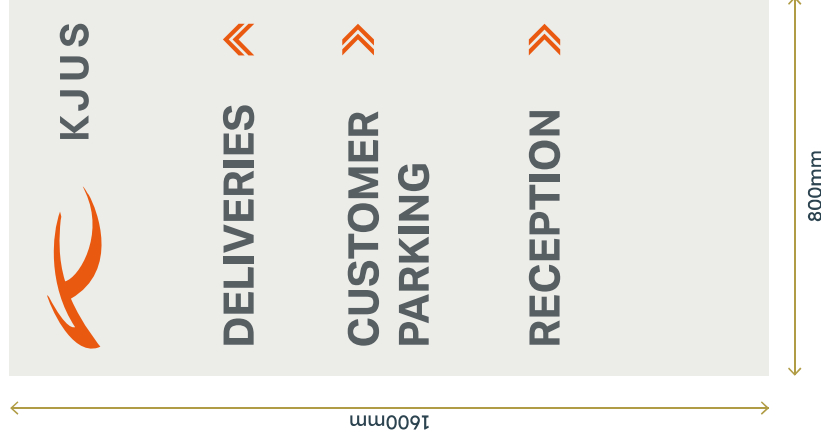 KJUS
DELIVERIES
CUSTOMER
PARKING
RECEPTION
800mm
1600mm